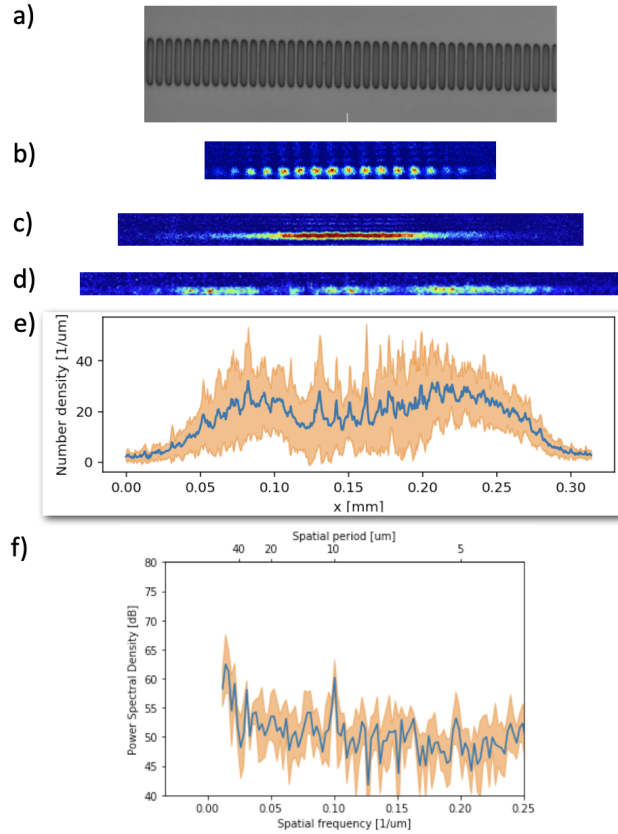 a)
b)
c)
d)
e)
Number density [1/um]
40
20
0
0.00 0.05 0.10 0.15 0.20 0.25 0.30
x [mm]
f)
Spatial period [um]
40 20 10 5
Power Spectral Density [dB]
80
75
70
65
60
55
50
45
40
0.00 0.05 0.10 0.15 0.20 0.25
Spatial frequency [1/um]